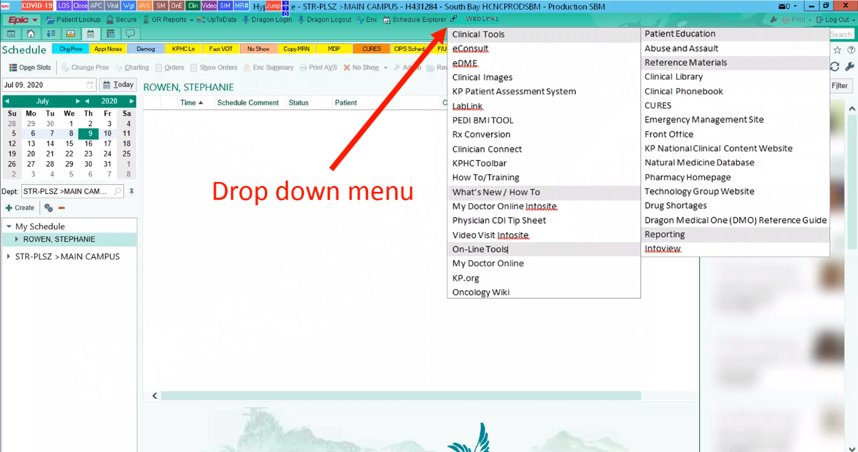 COVID-19 LOS Close APC Vital Wgl AVS SM OnE Clin Video SIM MRI# Jump Hyp e - STR-PLSZ >MAIN CAMPUS - H431284 - South Bay HCNCPRODSBM - Production SBM
Epic Patient Lookup Secure OR Reports UpToDate Dragon Login Dragon Logout Enc Schedule Explorer Web Links Print Log Out
Search
Schedule Chg Prov Appt Notes Demog KPHC Ltr Fast VOT No Show Copy MRN MDP CURES CIPS Sched F/U
Open Slots Change Prov Charting Orders Show Orders Enc Summary Print AVS No Show Admin Rev
Jul 09, 2020 Today
Filter
ROWEN, STEPHANIE
July 2020
Time Schedule Comment Status Patient C
Su Mo Tu We Th Fr Sa
28 29 30 1 2 3 4
5 6 7 8 9 10 11
12 13 14 15 16 17 18
19 20 21 22 23 24 25
26 27 28 29 30 31 1
2 3 4 5 6 7 8
Dept: STR-PLSZ >MAIN CAM...
Create
My Schedule
ROWEN, STEPHANIE
STR-PLSZ >MAIN CAMPUS
Drop down menu
Clinical Tools
eConsult
eDME
Clinical Images
KP Patient Assessment System
LabLink
PEDI BMI TOOL
Rx Conversion
Clinician Connect
KPHC Toolbar
How To/Training
What's New / How To
My Doctor Online Intosite
Physician CDI Tip Sheet
Video Visit Intosite
On-Line Tools
My Doctor Online
KP.org
Oncology Wiki
Patient Education
Abuse and Assault
Reference Materials
Clinical Library
Clinical Phonebook
CURES
Emergency Management Site
Front Office
KP National Clinical Content Website
Natural Medicine Database
Pharmacy Homepage
Technology Group Website
Drug Shortages
Dragon Medical One (DMO) Reference Guide
Reporting
Intoview